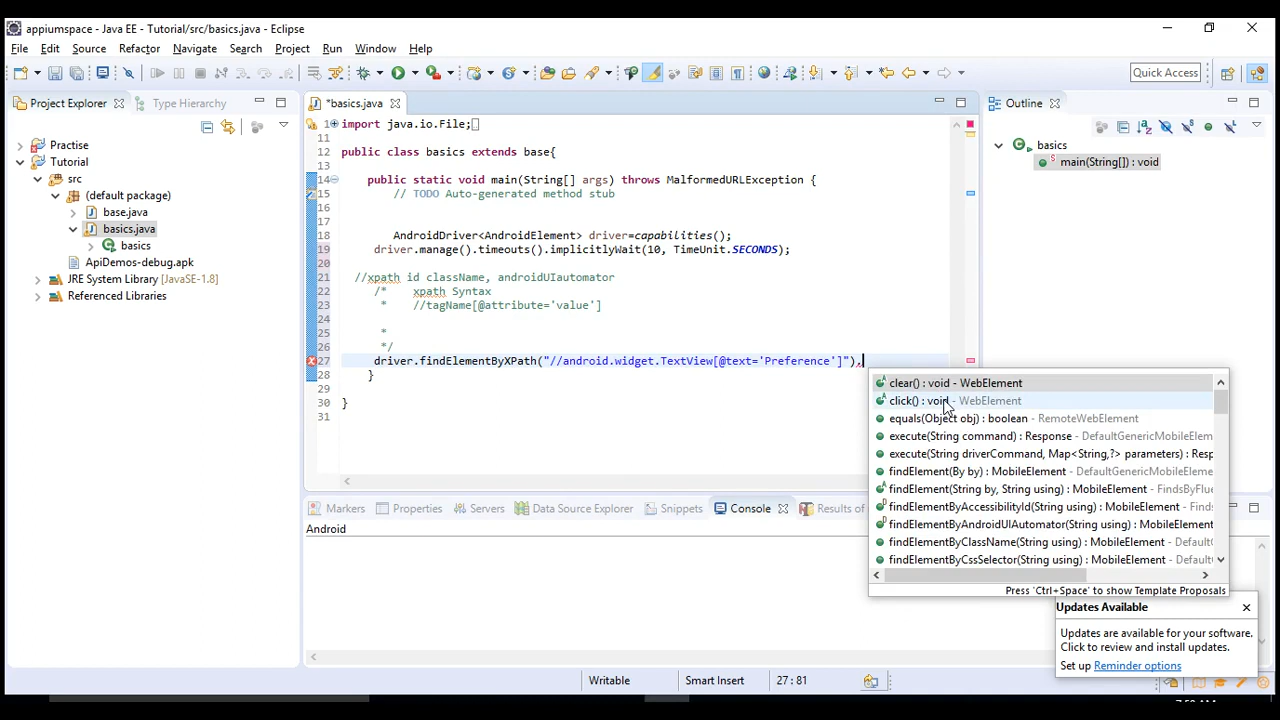 appiumspace - Java EE - Tutorial/src/basics.java - Eclipse
File Edit Source Refactor Navigate Search Project Run Window Help
Quick Access
Project Explorer
Type Hierarchy
*basics.java
Outline
Practise
Tutorial
src
(default package)
base.java
basics.java
basics
ApiDemos-debug.apk
JRE System Library [JavaSE-1.8]
Referenced Libraries
1 import java.io.File;
11
12 public class basics extends base{
13
14 public static void main(String[] args) throws MalformedURLException {
15 // TODO Auto-generated method stub
16
17
18 AndroidDriver<AndroidElement> driver=capabilities();
19 driver.manage().timeouts().implicitlyWait(10, TimeUnit.SECONDS);
20
21 //xpath id className, androidUIautomator
22 /* xpath Syntax
23 * //tagName[@attribute='value']
24
25 *
26 */
27 driver.findElementByXPath("//android.widget.TextView[@text='Preference']").
28 }
29
30 }
31
basics
main(String[]) : void
clear() : void - WebElement
click() : void - WebElement
equals(Object obj) : boolean - RemoteWebElement
execute(String command) : Response - DefaultGenericMobileElem
execute(String driverCommand, Map<String,?> parameters) : Resp
findElement(By by) : MobileElement - DefaultGenericMobileEleme
findElement(String by, String using) : MobileElement - FindsByFlue
findElementByAccessibilityId(String using) : MobileElement - Finds
findElementByAndroidUIAutomator(String using) : MobileElement
findElementByClassName(String using) : MobileElement - Default
findElementByCssSelector(String using) : MobileElement - Default
Press 'Ctrl+Space' to show Template Proposals
Markers Properties Servers Data Source Explorer Snippets Console Results of
Android
Updates Available
Updates are available for your software.
Click to review and install updates.
Set up Reminder options
Writable Smart Insert 27 : 81